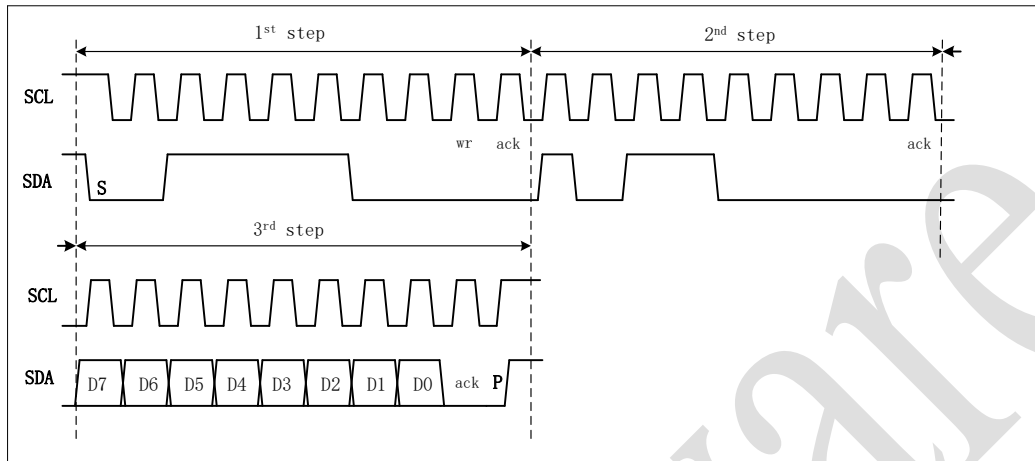 1st step 2nd step
SCL
wr ack ack
SDA S
3rd step
SCL
SDA D7 D6 D5 D4 D3 D2 D1 D0 ack P
are